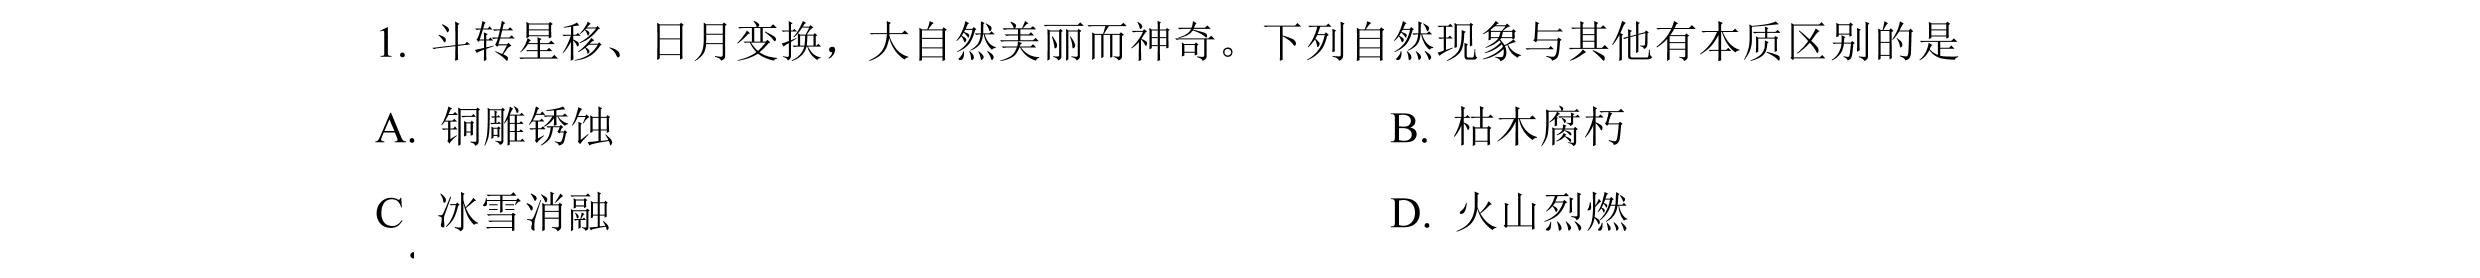 1. 斗转星移、日月变换，大自然美丽而神奇。下列自然现象与其他有本质区别的是
A. 铜雕锈蚀 B. 枯木腐朽
C 冰雪消融 D. 火山烈燃
.